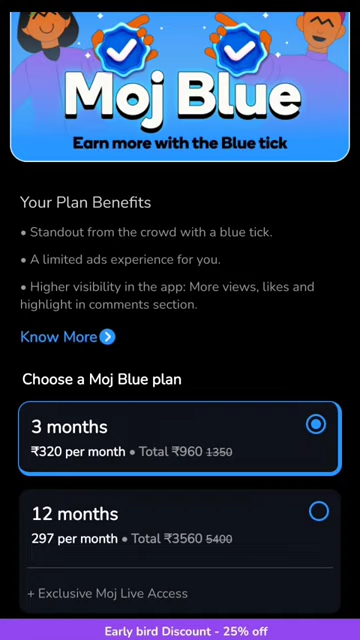 Moj Blue
Earn more with the Blue tick
Your Plan Benefits
• Standout from the crowd with a blue tick.
• A limited ads experience for you.
• Higher visibility in the app: More views, likes and
highlight in comments section.
Know More
Choose a Moj Blue plan
3 months
₹320 per month • Total ₹960 1350
12 months
297 per month • Total ₹3560 5400
+ Exclusive Moj Live Access
Early bird Discount - 25% off